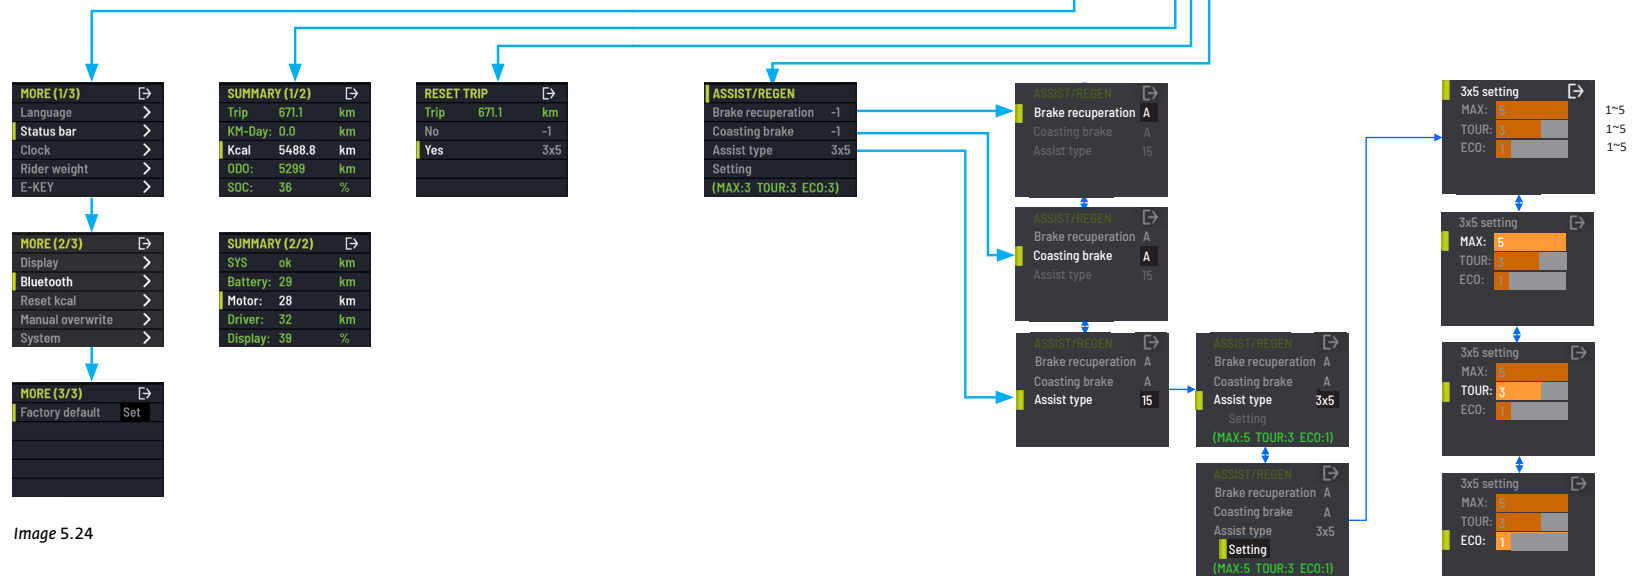 MORE (1/3)
Language
Status bar
Clock
Rider weight
E-KEY
MORE (2/3)
Display
Bluetooth
Reset kcal
Manual overwrite
System
MORE (3/3)
Factory default Set
Image 5.24
SUMMARY (1/2)
Trip 671.1 km
KM-Day: 0.0 km
Kcal 5488.8 km
ODO: 5299 km
SOC: 36 %
SUMMARY (2/2)
SYS ok km
Battery: 29 km
Motor: 28 km
Driver: 32 km
Display: 39 %
RESET TRIP
Trip 671.1 km
No -1
Yes 3x5
ASSIST/REGEN
Brake recuperation -1
Coasting brake -1
Assist type 3x5
Setting
(MAX:3 TOUR:3 ECO:3)
ASSIST/REGEN
Brake recuperation A
Coasting brake A
Assist type 15
ASSIST/REGEN
Brake recuperation A
Coasting brake A
Assist type 15
ASSIST/REGEN
Brake recuperation A
Coasting brake A
Assist type 15
ASSIST/REGEN
Brake recuperation A
Coasting brake A
Assist type 3x5
Setting
(MAX:5 TOUR:3 ECO:1)
ASSIST/REGEN
Brake recuperation A
Coasting brake A
Assist type 3x5
Setting
(MAX:5 TOUR:3 ECO:1)
3x5 setting
MAX: 5 1~5
TOUR: 3 1~5
ECO: 1 1~5
3x5 setting
MAX: 5
TOUR: 3
ECO: 1
3x5 setting
MAX: 5
TOUR: 3
ECO: 1
3x5 setting
MAX: 5
TOUR: 3
ECO: 1